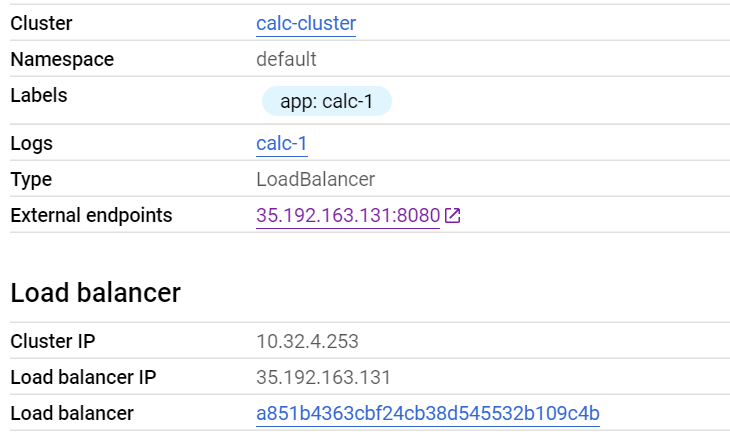 Cluster calc-cluster
Namespace default
Labels app: calc-1
Logs calc-1
Type LoadBalancer
External endpoints 35.192.163.131:8080
Load balancer
Cluster IP 10.32.4.253
Load balancer IP 35.192.163.131
Load balancer a851b4363cbf24cb38d545532b109c4b